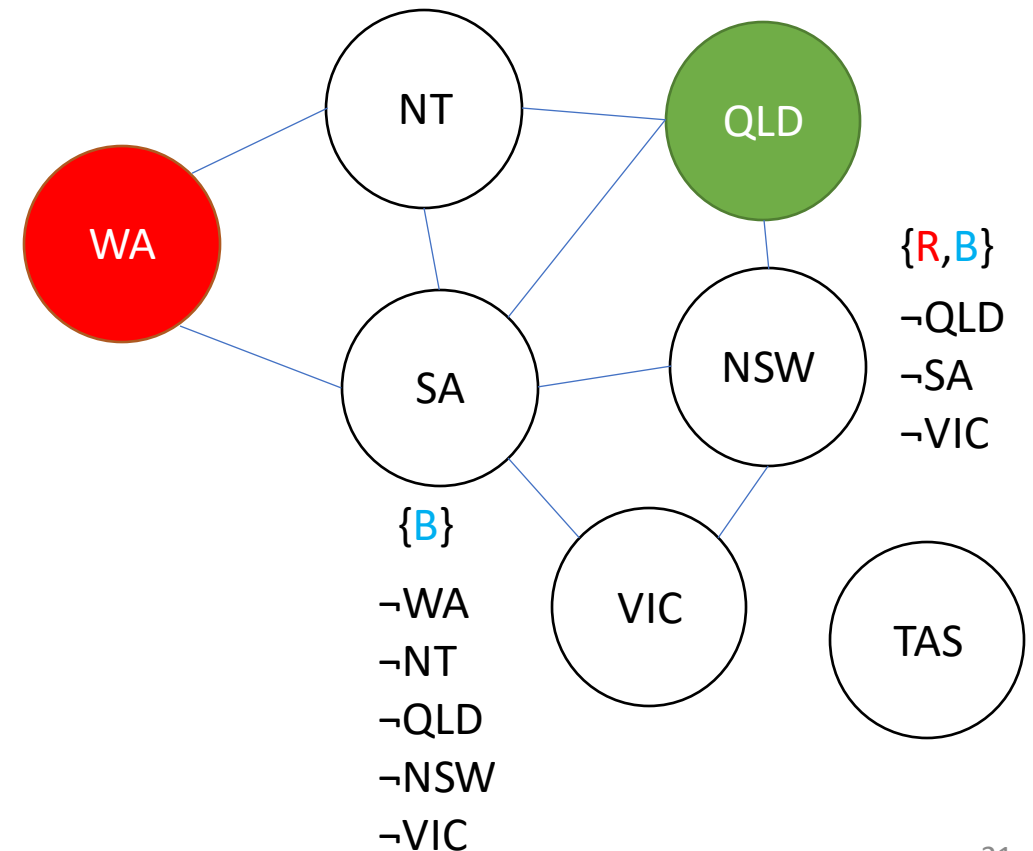 NT
QLD
WA
{R,B}
¬QLD
¬SA
¬VIC
NSW
SA
{B}
¬WA
¬NT
¬QLD
¬NSW
¬VIC
VIC
TAS